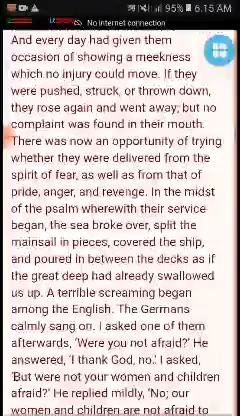 95% 6:15 AM
No internet connection
And every day had given them
occasion of showing a meekness
which no injury could move. If they
were pushed, struck, or thrown down,
they rose again and went away; but no
complaint was found in their mouth.
There was now an opportunity of trying
whether they were delivered from the
spirit of fear, as well as from that of
pride, anger, and revenge. In the midst
of the psalm wherewith their service
began, the sea broke over, split the
mainsail in pieces, covered the ship,
and poured in between the decks as if
the great deep had already swallowed
us up. A terrible screaming began
among the English. The Germans
calmly sang on. I asked one of them
afterwards, 'Were you not afraid?' He
answered, 'I thank God, no.' I asked,
'But were not your women and children
afraid?' He replied mildly, 'No; our
women and children are not afraid to